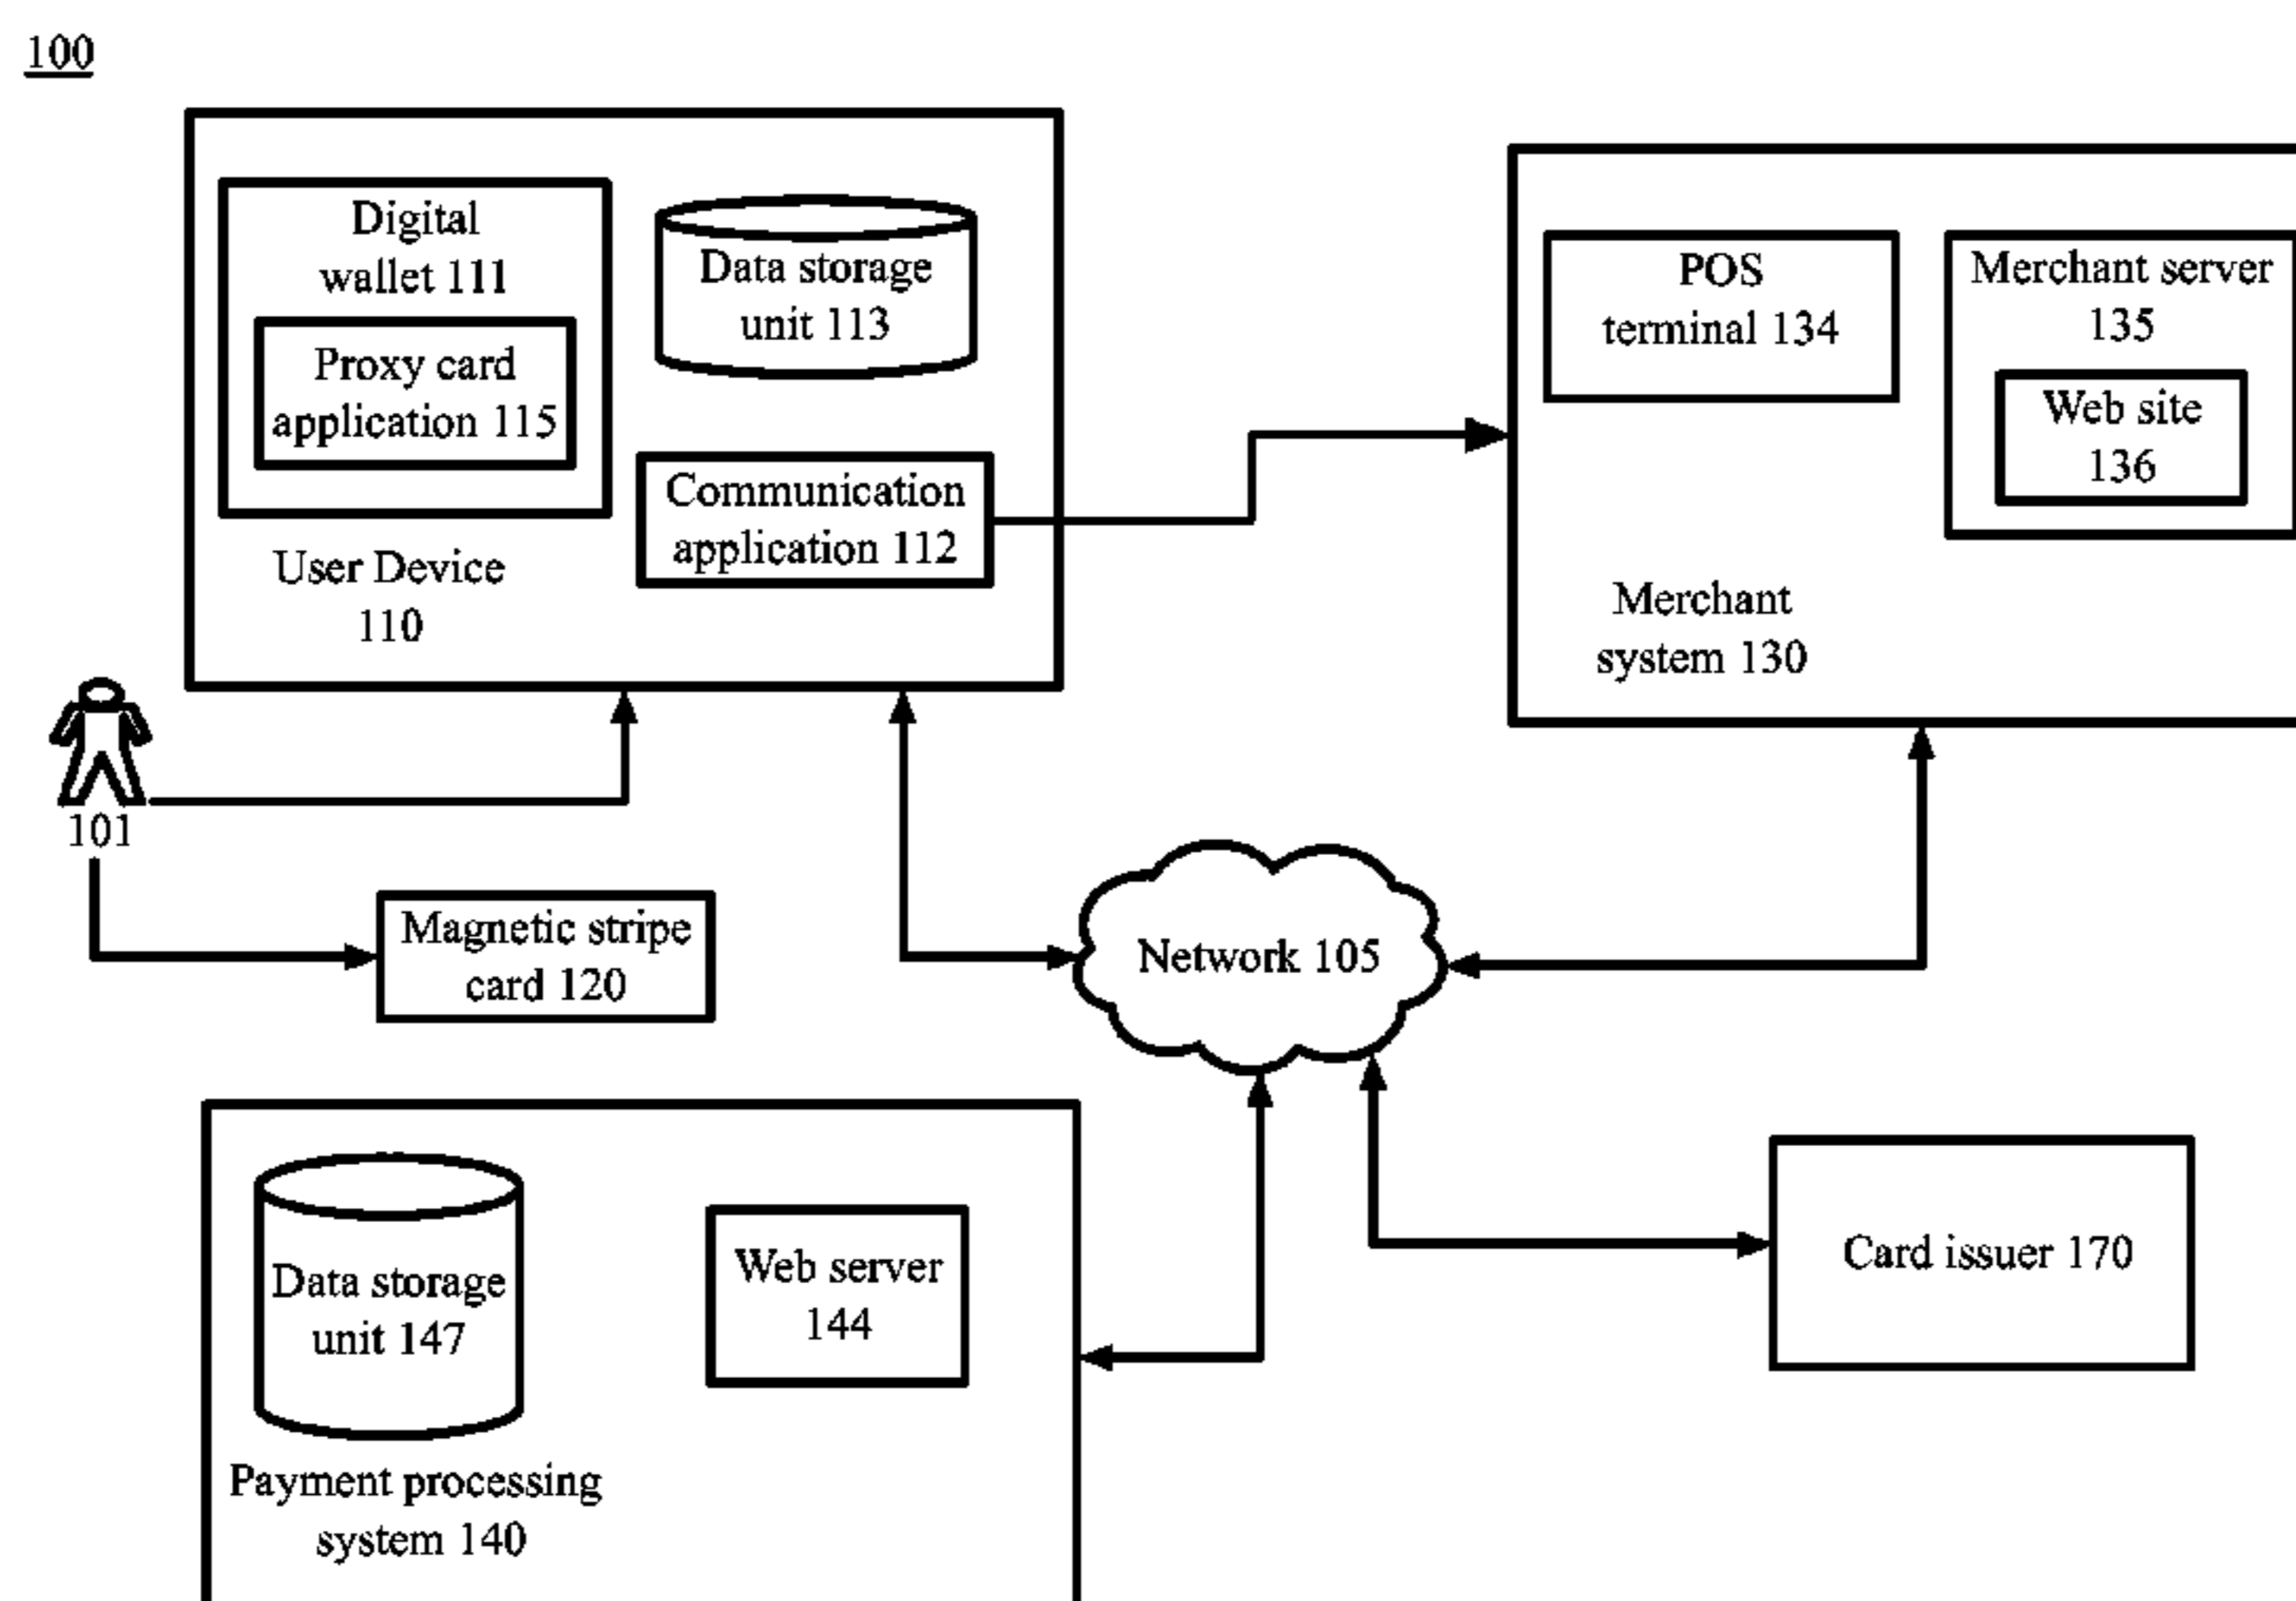 100
Digital
wallet 111
Proxy card
application 115
Data storage
unit 113
Communication
application 112
User Device
110
POS
terminal 134
Merchant server
135
Web site
136
Merchant
system 130
101
Magnetic stripe
card 120
Network 105
Data storage
unit 147
Web server
144
Payment processing
system 140
Card issuer 170